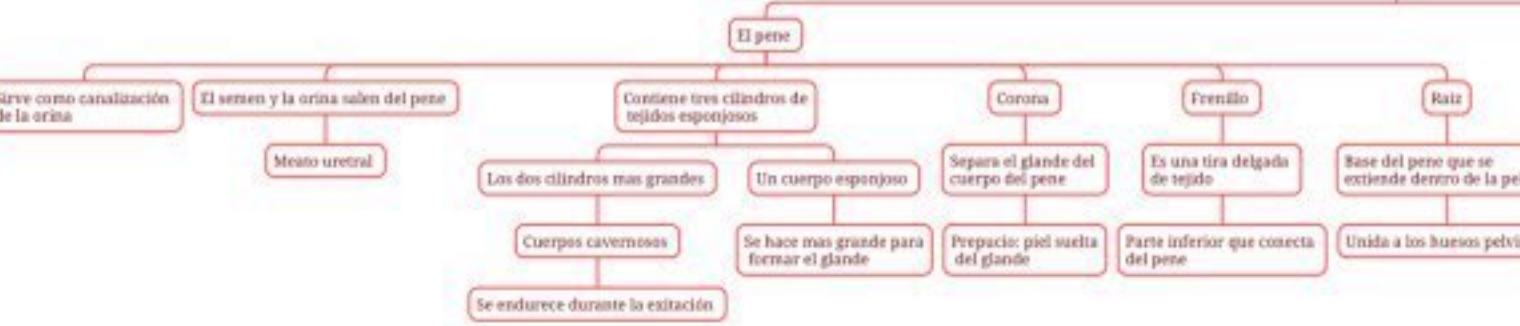 El pene
Sirve como canalización
de la orina
El semen y la orina salen del pene
Meato uretral
Contiene tres cilindros de
tejidos esponjosos
Los dos cilindros mas grandes
Cuerpos cavernosos
Se endurece durante la exitación
Un cuerpo esponjoso
Se hace mas grande para
formar el glande
Corona
Separa el glande del
cuerpo del pene
Prepucio: piel suelta
del glande
Frenillo
Es una tira delgada
de tejido
Parte inferior que conecta
del pene
Raiz
Base del pene que se
extiende dentro de la
Unida a los huesos